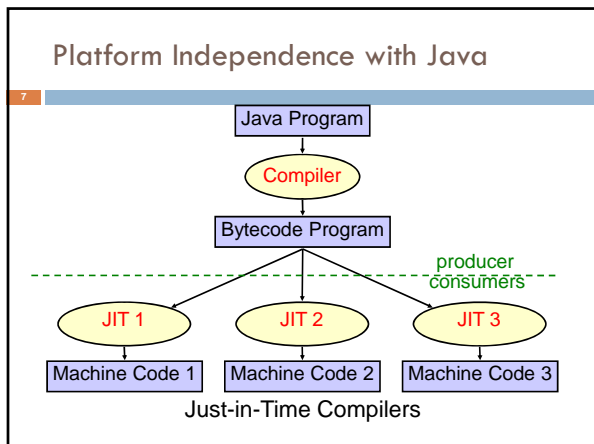 Platform Independence with Java
7
Java Program
Compiler
Bytecode Program
producer
consumers
JIT 1 JIT 2 JIT 3
Machine Code 1 Machine Code 2 Machine Code 3
Just-in-Time Compilers